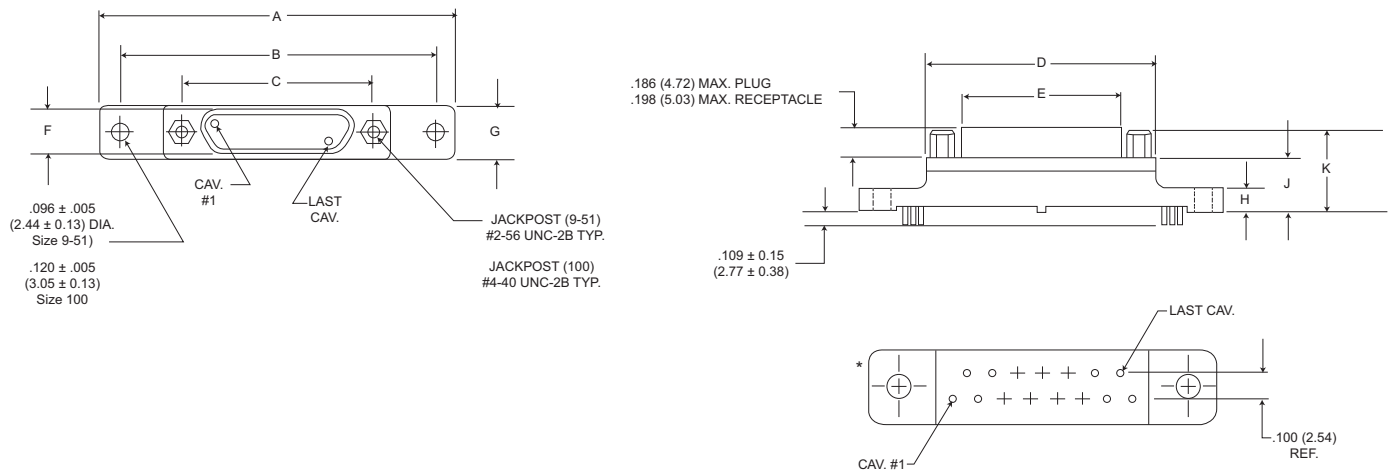 A
B
C
F
G
CAV.
#1
LAST
CAV.
.096 ± .005
(2.44 ± 0.13) DIA.
Size 9-51)
.120 ± .005
(3.05 ± 0.13)
Size 100
JACKPOST (9-51)
#2-56 UNC-2B TYP.
JACKPOST (100)
#4-40 UNC-2B TYP.
D
.186 (4.72) MAX. PLUG
.198 (5.03) MAX. RECEPTACLE
E
K
J
H
.109 ± 0.15
(2.77 ± 0.38)
LAST CAV.
*
.100 (2.54)
REF.
CAV. #1